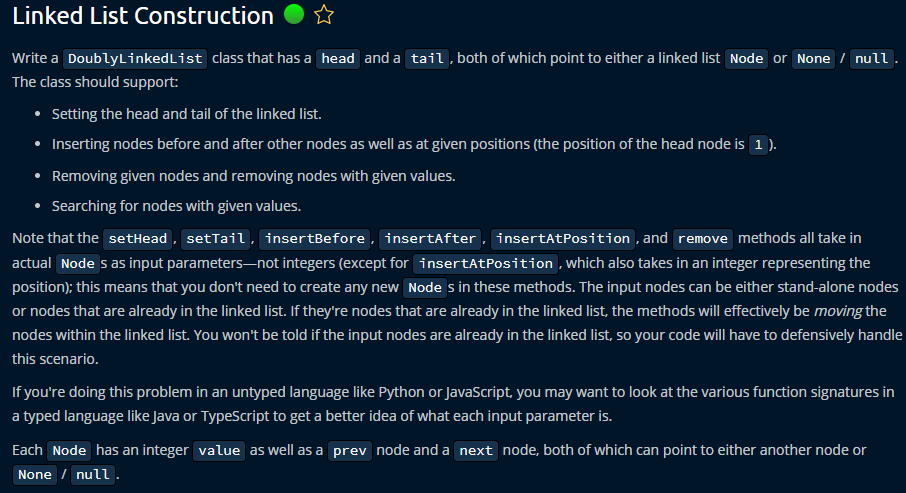 Linked List Construction
Write a DoublyLinkedList class that has a head and a tail, both of which point to either a linked list Node or None / null.
The class should support:
• Setting the head and tail of the linked list.
• Inserting nodes before and after other nodes as well as at given positions (the position of the head node is 1).
• Removing given nodes and removing nodes with given values.
• Searching for nodes with given values.
Note that the setHead, setTail, insertBefore, insertAfter, insertAtPosition, and remove methods all take in
actual Nodes as input parameters—not integers (except for insertAtPosition, which also takes in an integer representing the
position); this means that you don't need to create any new Nodes in these methods. The input nodes can be either stand-alone nodes
or nodes that are already in the linked list. If they're nodes that are already in the linked list, the methods will effectively be moving the
nodes within the linked list. You won't be told if the input nodes are already in the linked list, so your code will have to defensively handle
this scenario.
If you're doing this problem in an untyped language like Python or JavaScript, you may want to look at the various function signatures in
a typed language like Java or TypeScript to get a better idea of what each input parameter is.
Each Node has an integer value as well as a prev node and a next node, both of which can point to either another node or
None / null.